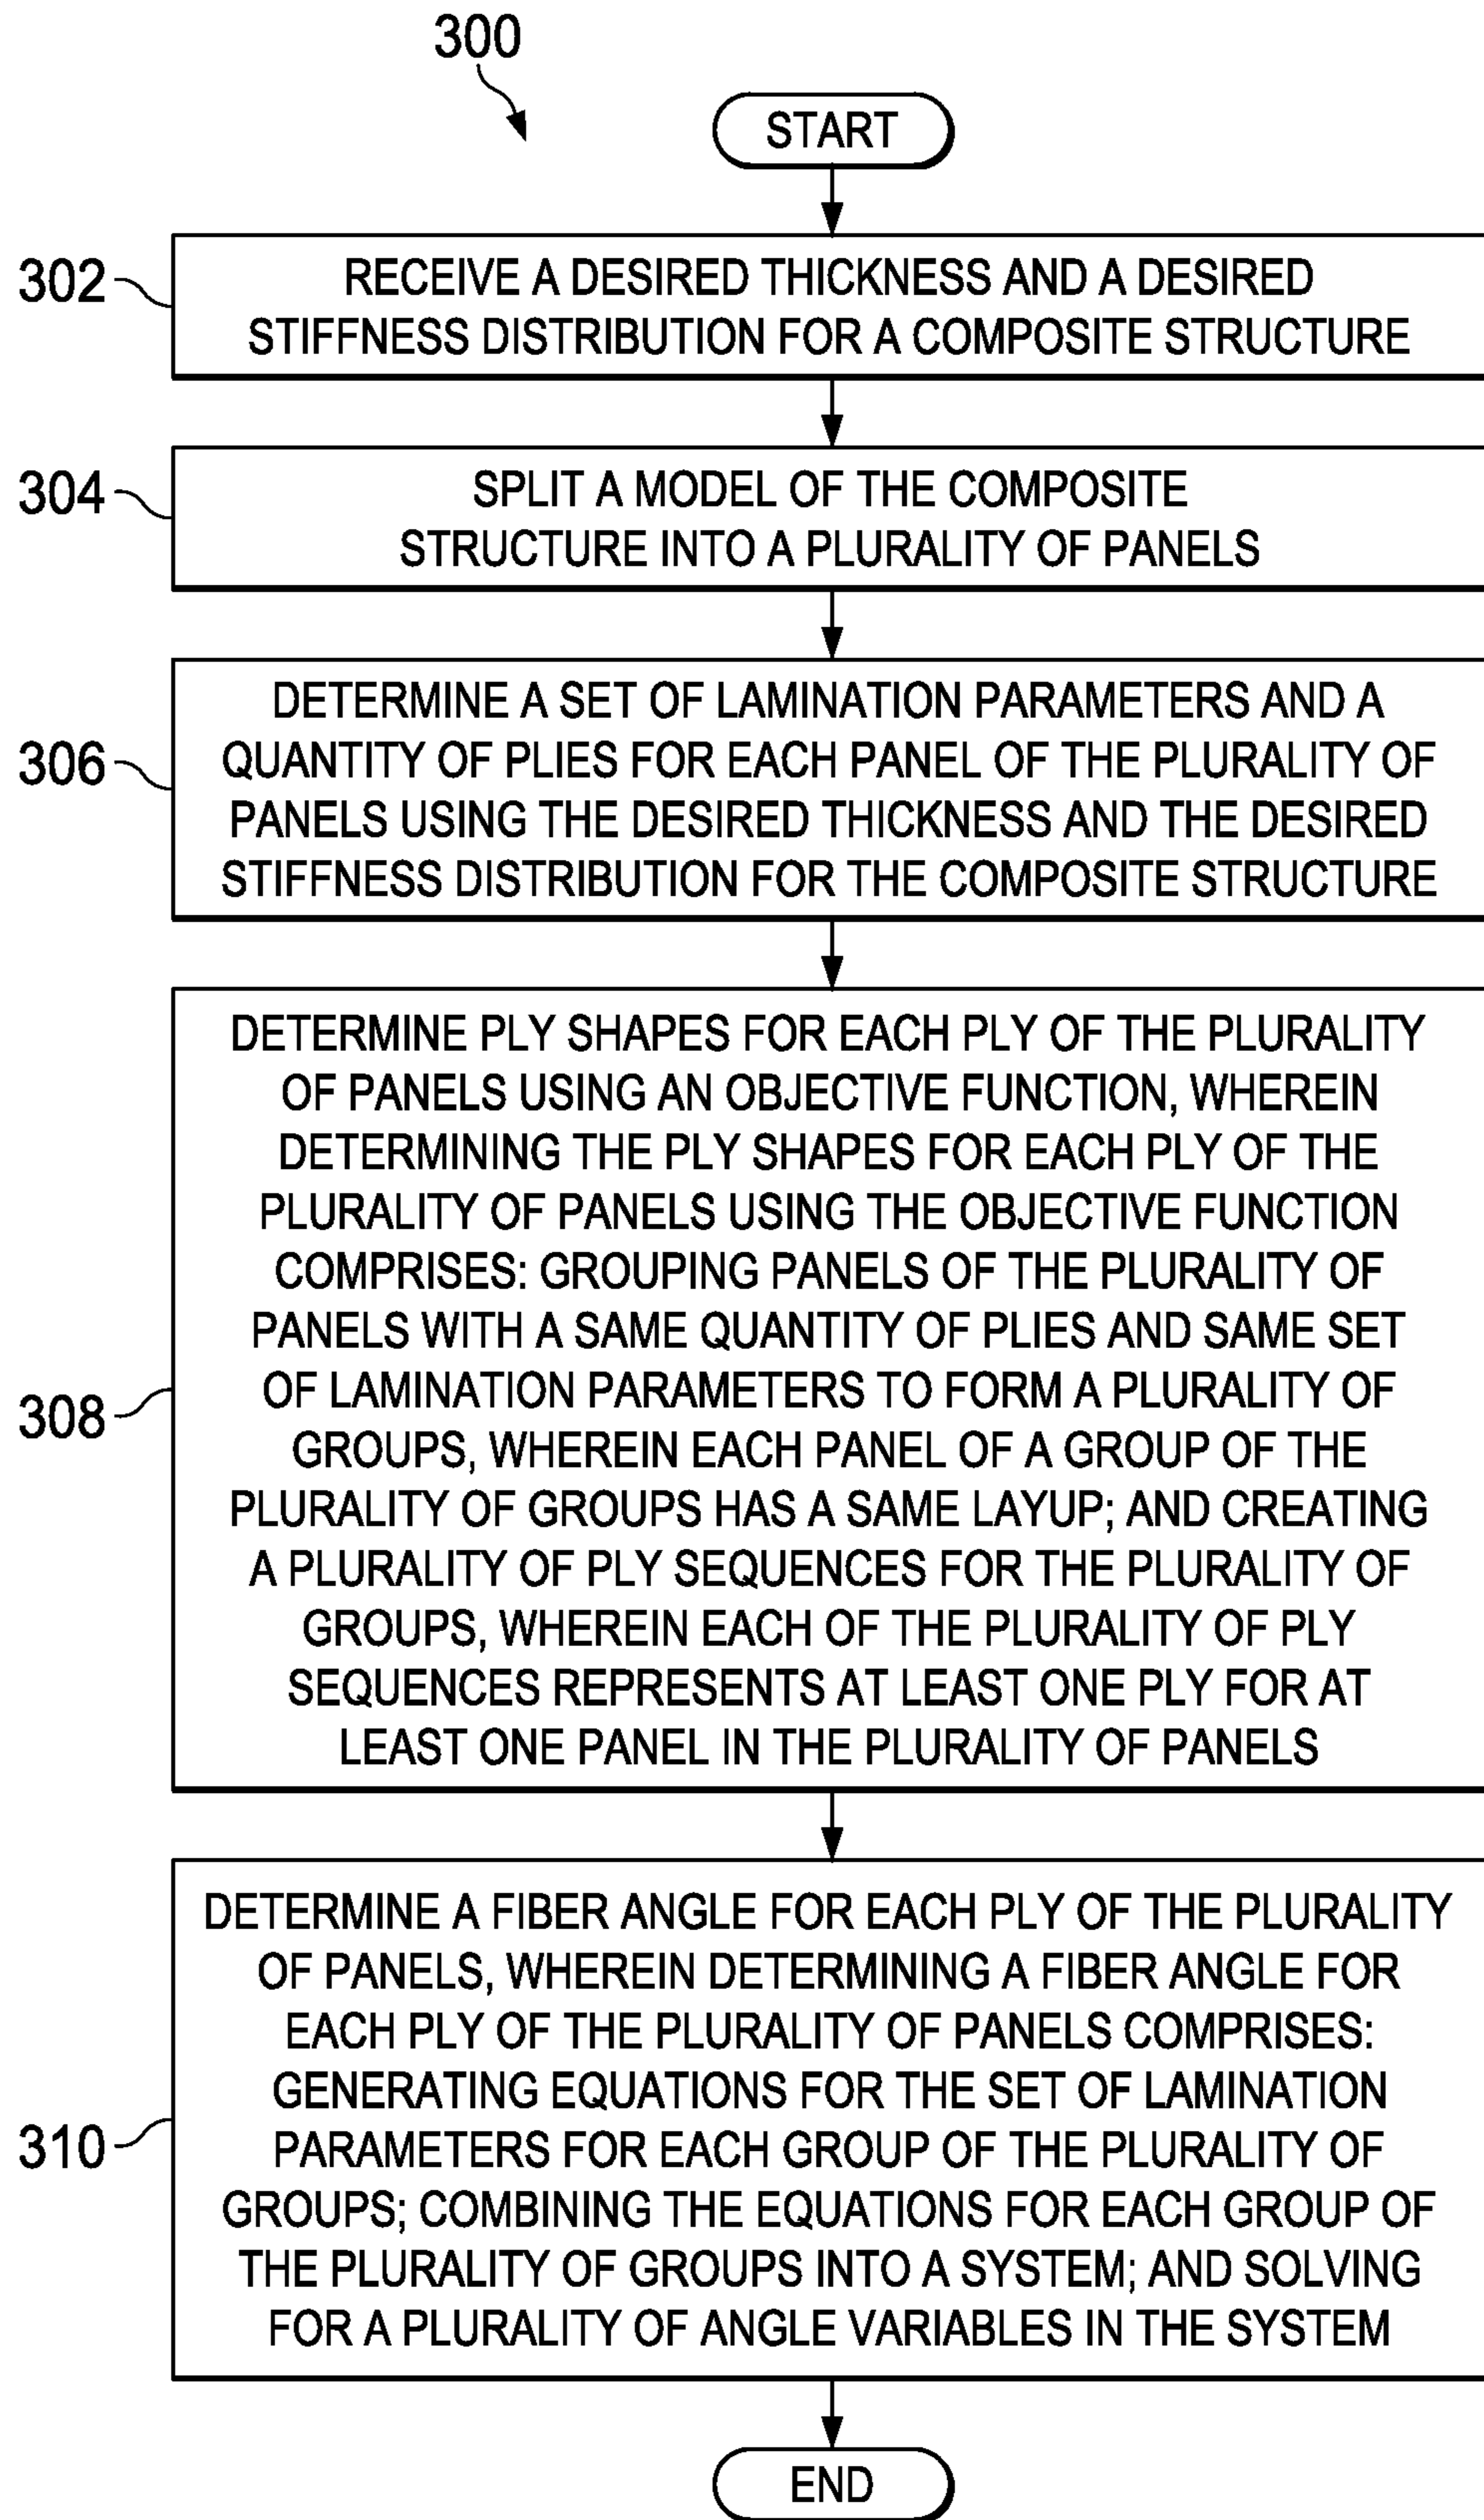 300
START
302
RECEIVE A DESIRED THICKNESS AND A DESIRED
STIFFNESS DISTRIBUTION FOR A COMPOSITE STRUCTURE
304
SPLIT A MODEL OF THE COMPOSITE
STRUCTURE INTO A PLURALITY OF PANELS
306
DETERMINE A SET OF LAMINATION PARAMETERS AND A
QUANTITY OF PLIES FOR EACH PANEL OF THE PLURALITY OF
PANELS USING THE DESIRED THICKNESS AND THE DESIRED
STIFFNESS DISTRIBUTION FOR THE COMPOSITE STRUCTURE
308
DETERMINE PLY SHAPES FOR EACH PLY OF THE PLURALITY
OF PANELS USING AN OBJECTIVE FUNCTION, WHEREIN
DETERMINING THE PLY SHAPES FOR EACH PLY OF THE
PLURALITY OF PANELS USING THE OBJECTIVE FUNCTION
COMPRISES: GROUPING PANELS OF THE PLURALITY OF
PANELS WITH A SAME QUANTITY OF PLIES AND SAME SET
OF LAMINATION PARAMETERS TO FORM A PLURALITY OF
GROUPS, WHEREIN EACH PANEL OF A GROUP OF THE
PLURALITY OF GROUPS HAS A SAME LAYUP; AND CREATING
A PLURALITY OF PLY SEQUENCES FOR THE PLURALITY OF
GROUPS, WHEREIN EACH OF THE PLURALITY OF PLY
SEQUENCES REPRESENTS AT LEAST ONE PLY FOR AT
LEAST ONE PANEL IN THE PLURALITY OF PANELS
310
DETERMINE A FIBER ANGLE FOR EACH PLY OF THE PLURALITY
OF PANELS, WHEREIN DETERMINING A FIBER ANGLE FOR
EACH PLY OF THE PLURALITY OF PANELS COMPRISES:
GENERATING EQUATIONS FOR THE SET OF LAMINATION
PARAMETERS FOR EACH GROUP OF THE PLURALITY OF
GROUPS; COMBINING THE EQUATIONS FOR EACH GROUP OF
THE PLURALITY OF GROUPS INTO A SYSTEM; AND SOLVING
FOR A PLURALITY OF ANGLE VARIABLES IN THE SYSTEM
END